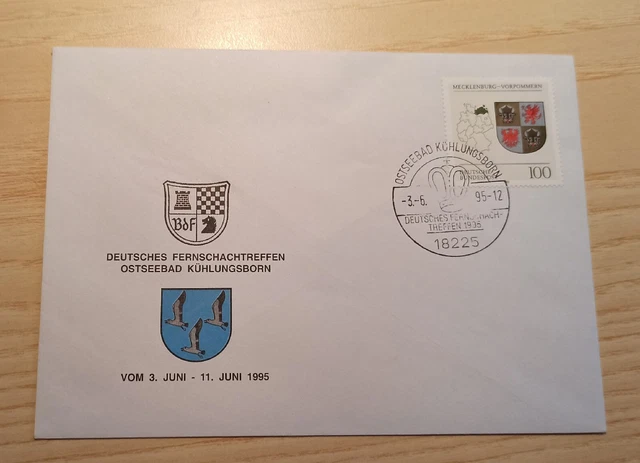 MECKLENBURG-VORPOMMERN
100
OSTSEEBAD KÜHLUNGSBORN
-3.-6. 95-12
DEUTSCHES
TREFFEN 1995
18225
BdF
DEUTSCHES FERNSCHACHTREFFEN
OSTSEEBAD KÜHLUNGSBORN
VOM 3. JUNI - 11. JUNI 1995